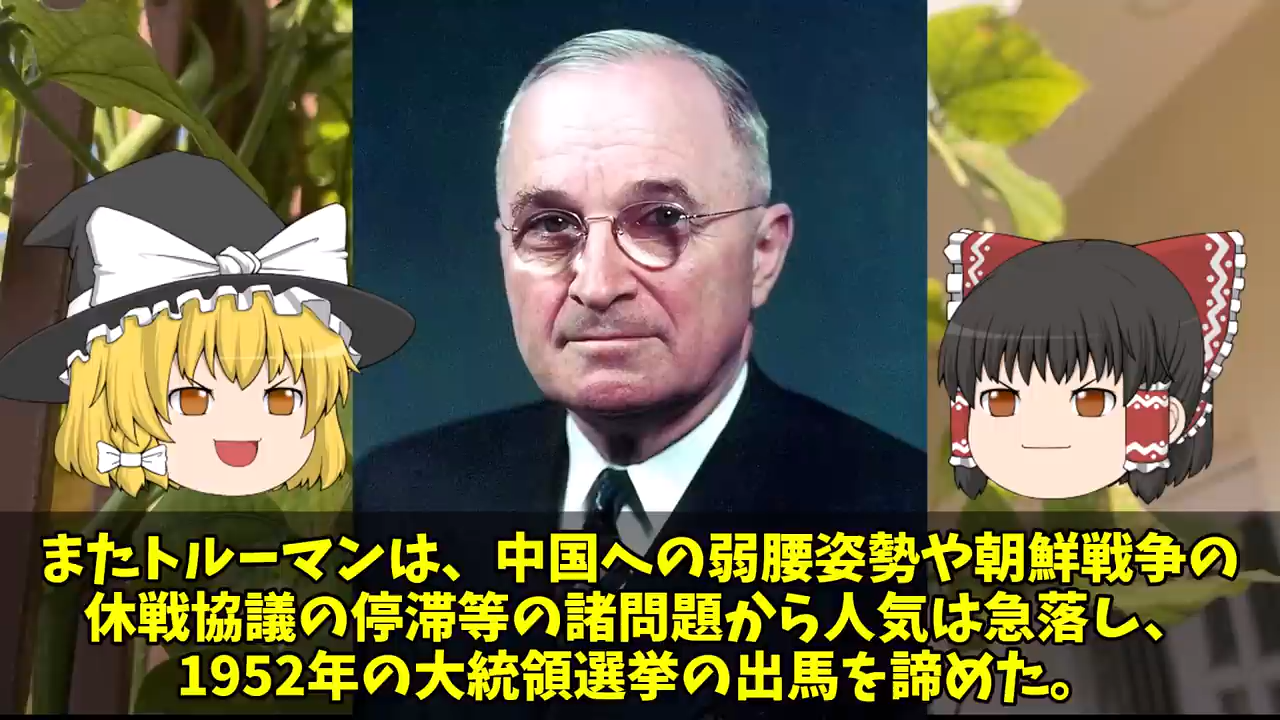 またトルーマンは、中国への弱腰姿勢や朝鮮戦争の
休戦協議の停滞等の諸問題から人気は急落し、
1952年の大統領選挙の出馬を諦めた。